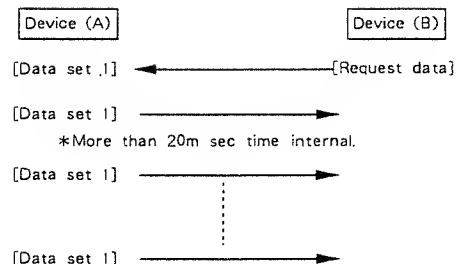 Device (A) Device (B)
[Data set .1] [Request data]
[Data set 1]
*More than 20m sec time internal.
[Data set 1]
[Data set 1]